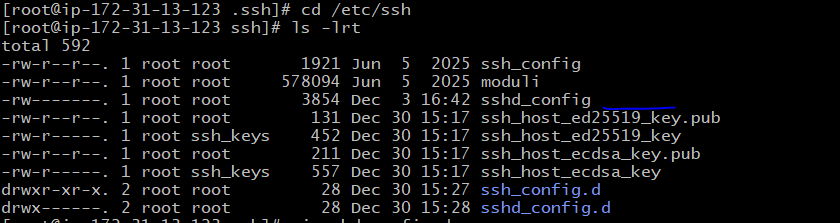 [root@ip-172-31-13-123 .ssh]# cd /etc/ssh
[root@ip-172-31-13-123 ssh]# ls -lrt
total 592
-rw-r--r--. 1 root root 1921 Jun 5 2025 ssh_config
-rw-r--r--. 1 root root 578094 Jun 5 2025 moduli
-rw-------. 1 root root 3854 Dec 3 16:42 sshd_config
-rw-r--r--. 1 root root 131 Dec 30 15:17 ssh_host_ed25519_key.pub
-rw-r-----. 1 root ssh_keys 452 Dec 30 15:17 ssh_host_ed25519_key
-rw-r--r--. 1 root root 211 Dec 30 15:17 ssh_host_ecdsa_key.pub
-rw-r-----. 1 root ssh_keys 557 Dec 30 15:17 ssh_host_ecdsa_key
drwxr-xr-x. 2 root root 28 Dec 30 15:27 ssh_config.d
drwx------. 2 root root 28 Dec 30 15:28 sshd_config.d